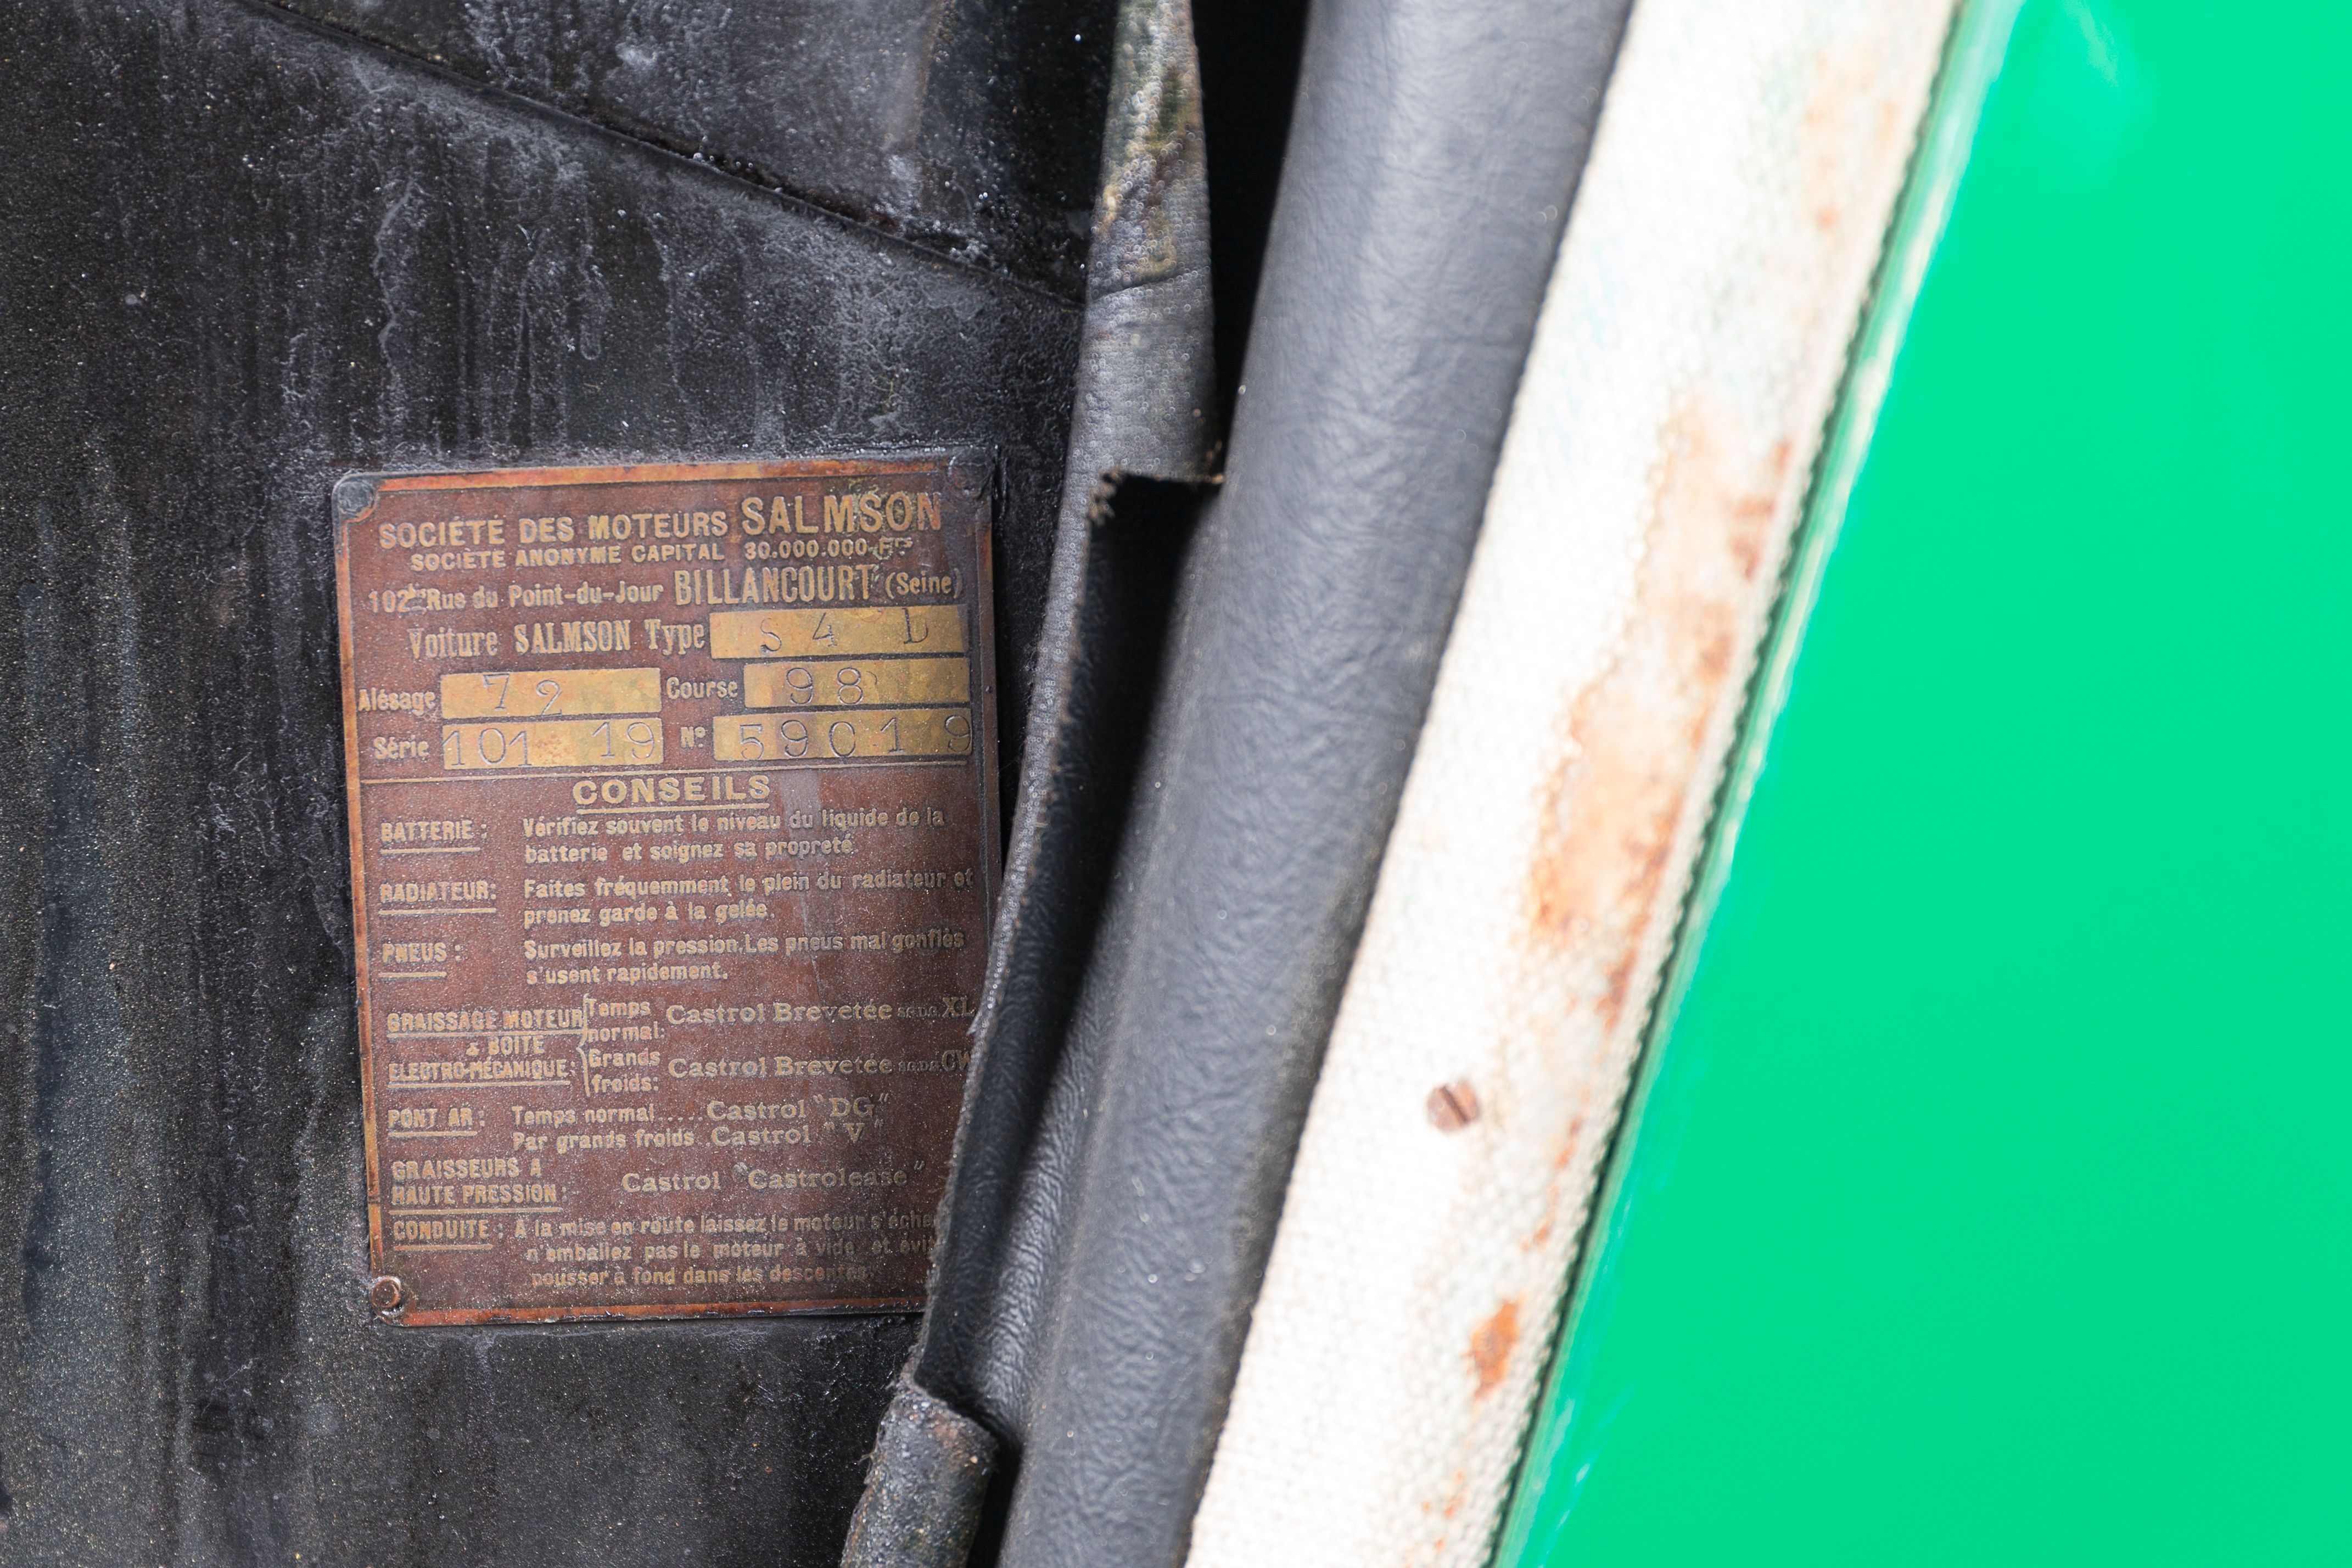 SOCIÉTÉ DES MOTEURS SALMSON
SOCIÉTÉ ANONYME CAPITAL 30.000.000 FRS
102 Rue du Point-du-Jour BILLANCOURT (Seine)
Voiture SALMSON Type S 4 D
Alésage 72 Course 98
Série 101 19 N° 59019
CONSEILS
BATTERIE: Vérifiez souvent le niveau du liquide de la
batterie et soignez sa propreté.
RADIATEUR: Faites fréquemment le plein du radiateur et
prenez garde à la gelée.
PNEUS: Surveillez la pression. Les pneus mal gonflés
s'usent rapidement.
GRAISSAGE MOTEUR & BOITE ELECTRO-MÉCANIQUE:
Temps normal: Castrol Brevetée S.G.D.G. XL
Grands froids: Castrol Brevetée S.G.D.G. CW
PONT AR: Temps normal..... Castrol "DG"
Par grands froids. Castrol "V"
GRAISSEURS A
HAUTE PRESSION: Castrol "Castrolease"
CONDUITE: A la mise en route laissez le moteur s'écha
n'emballez pas le moteur à vide et évi
pousser à fond dans les descentes